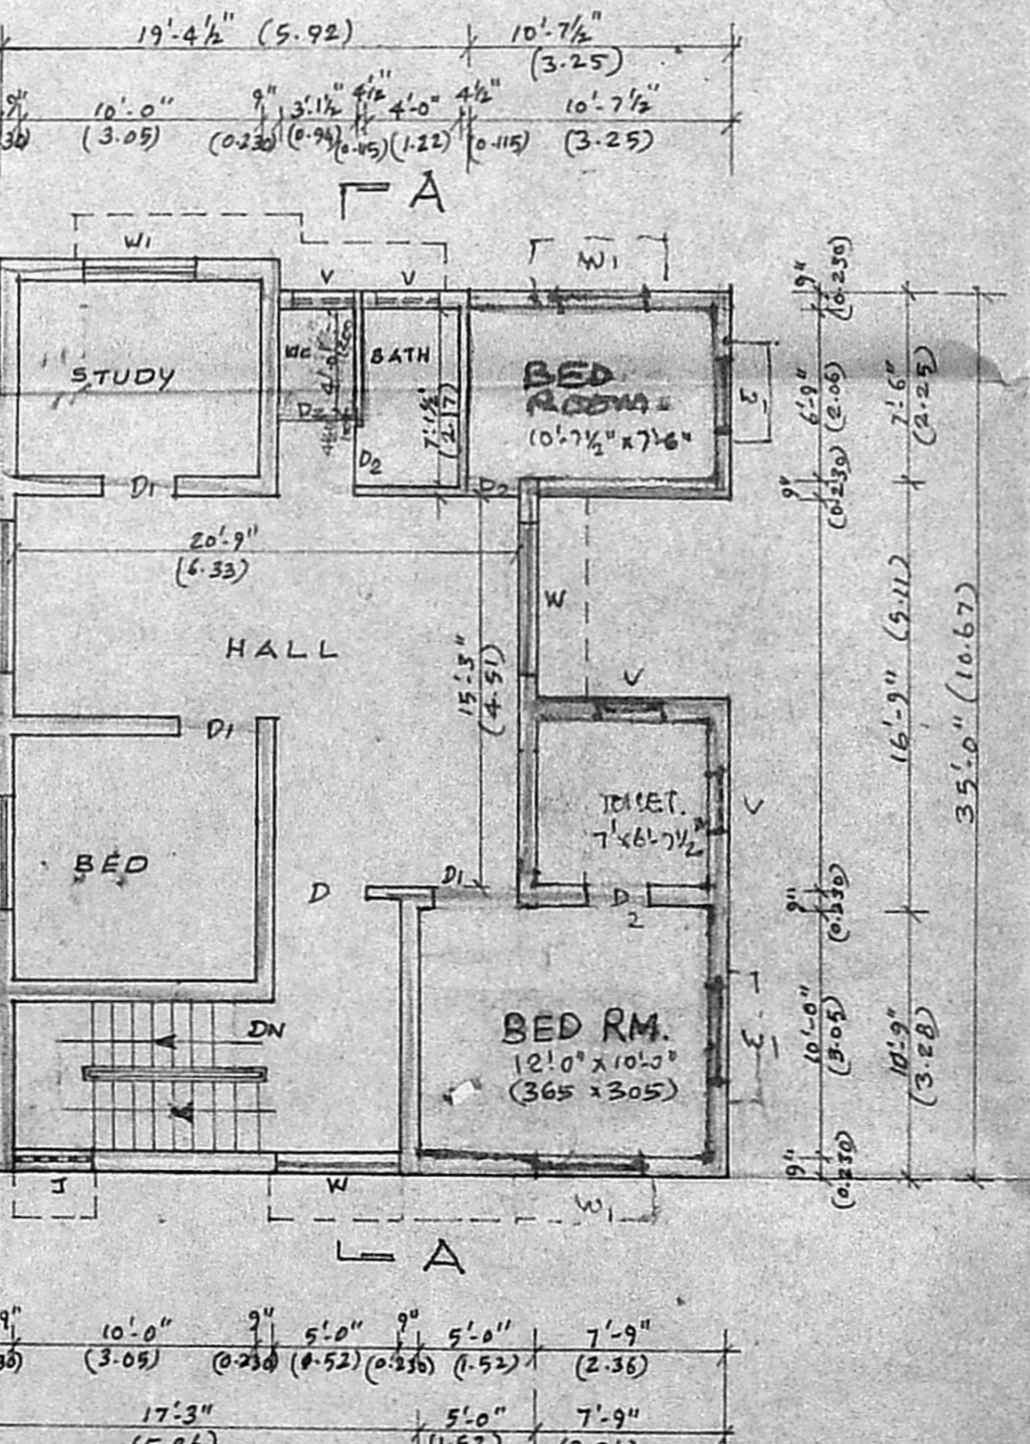 19'-4½" (5.92)
10'-7½"
(3.25)
9"
10'-0"
(3.05)
9"
(0.230)
3'.1½"
(0.94)
4½"
(0.115)
4'-0"
(1.22)
4½"
(0.115)
10'-7½"
(3.25)
A
W1
V
V
W1
STUDY
WC
BATH
BED
ROOM
10'-7½" x 7'-6"
D2
D2
7'-1½"
(2.17)
D2
D1
9"
(0.230)
6'-9" (2.06)
9"
(0.230)
7'-6"
(2.25)
20'-9"
(6.33)
HALL
W
15'-3"
(4.51)
16'-9" (5.11)
35'-0" (10.67)
V
D1
TOILET.
7'x6'-7½"
V
BED
D
D1
D2
9"
(0.230)
DN
BED RM.
12'.0" x 10'-0"
(365 x 305)
10'-0"
(3.05)
10'-9"
(3.28)
9"
(0.230)
J
W
W1
A
9"
10'-0"
(3.05)
9"
(0.230)
5'-0"
(1.52)
9"
(0.230)
5'-0"
(1.52)
7'-9"
(2.36)
17'-3"
5'-0"
(1.52)
7'-9"